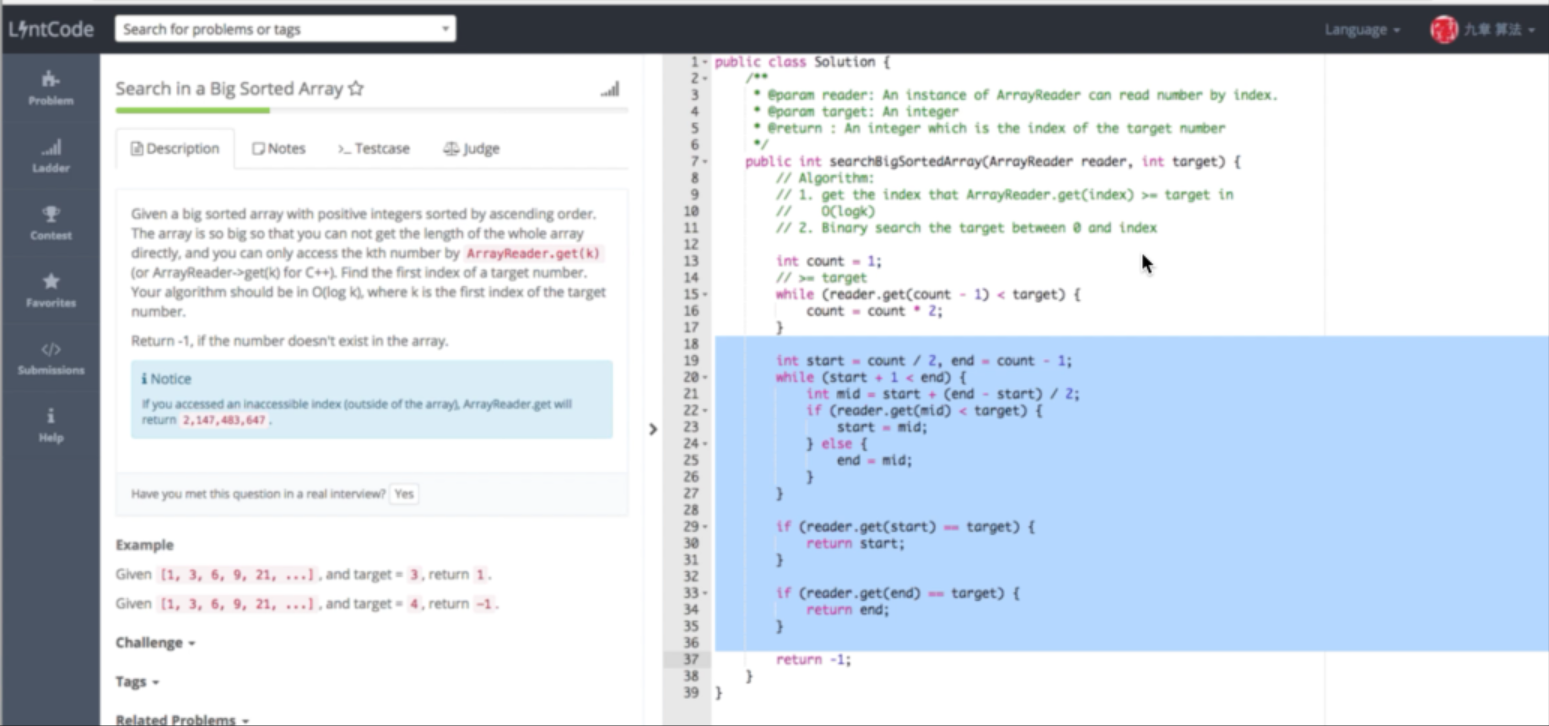 LintCode
Search for problems or tags
Language
九章 算法
Problem
Ladder
Contest
Favorites
Submissions
Help
Search in a Big Sorted Array
Description
Notes
>_ Testcase
Judge
Given a big sorted array with positive integers sorted by ascending order.
The array is so big so that you can not get the length of the whole array
directly, and you can only access the kth number by ArrayReader.get(k)
(or ArrayReader->get(k) for C++). Find the first index of a target number.
Your algorithm should be in O(log k), where k is the first index of the target
number.
Return -1, if the number doesn't exist in the array.
i Notice
If you accessed an inaccessible index (outside of the array), ArrayReader.get will
return 2,147,483,647.
Have you met this question in a real interview? Yes
Example
Given [1, 3, 6, 9, 21, ...], and target = 3, return 1.
Given [1, 3, 6, 9, 21, ...], and target = 4, return -1.
Challenge
Tags
Related Problems
1 public class Solution {
2 /**
3 * @param reader: An instance of ArrayReader can read number by index.
4 * @param target: An integer
5 * @return : An integer which is the index of the target number
6 */
7 public int searchBigSortedArray(ArrayReader reader, int target) {
8 // Algorithm:
9 // 1. get the index that ArrayReader.get(index) >= target in
10 // O(logk)
11 // 2. Binary search the target between 0 and index
12
13 int count = 1;
14 // >= target
15 while (reader.get(count - 1) < target) {
16 count = count * 2;
17 }
18
19 int start = count / 2, end = count - 1;
20 while (start + 1 < end) {
21 int mid = start + (end - start) / 2;
22 if (reader.get(mid) < target) {
23 start = mid;
24 } else {
25 end = mid;
26 }
27 }
28
29 if (reader.get(start) == target) {
30 return start;
31 }
32
33 if (reader.get(end) == target) {
34 return end;
35 }
36
37 return -1;
38 }
39 }